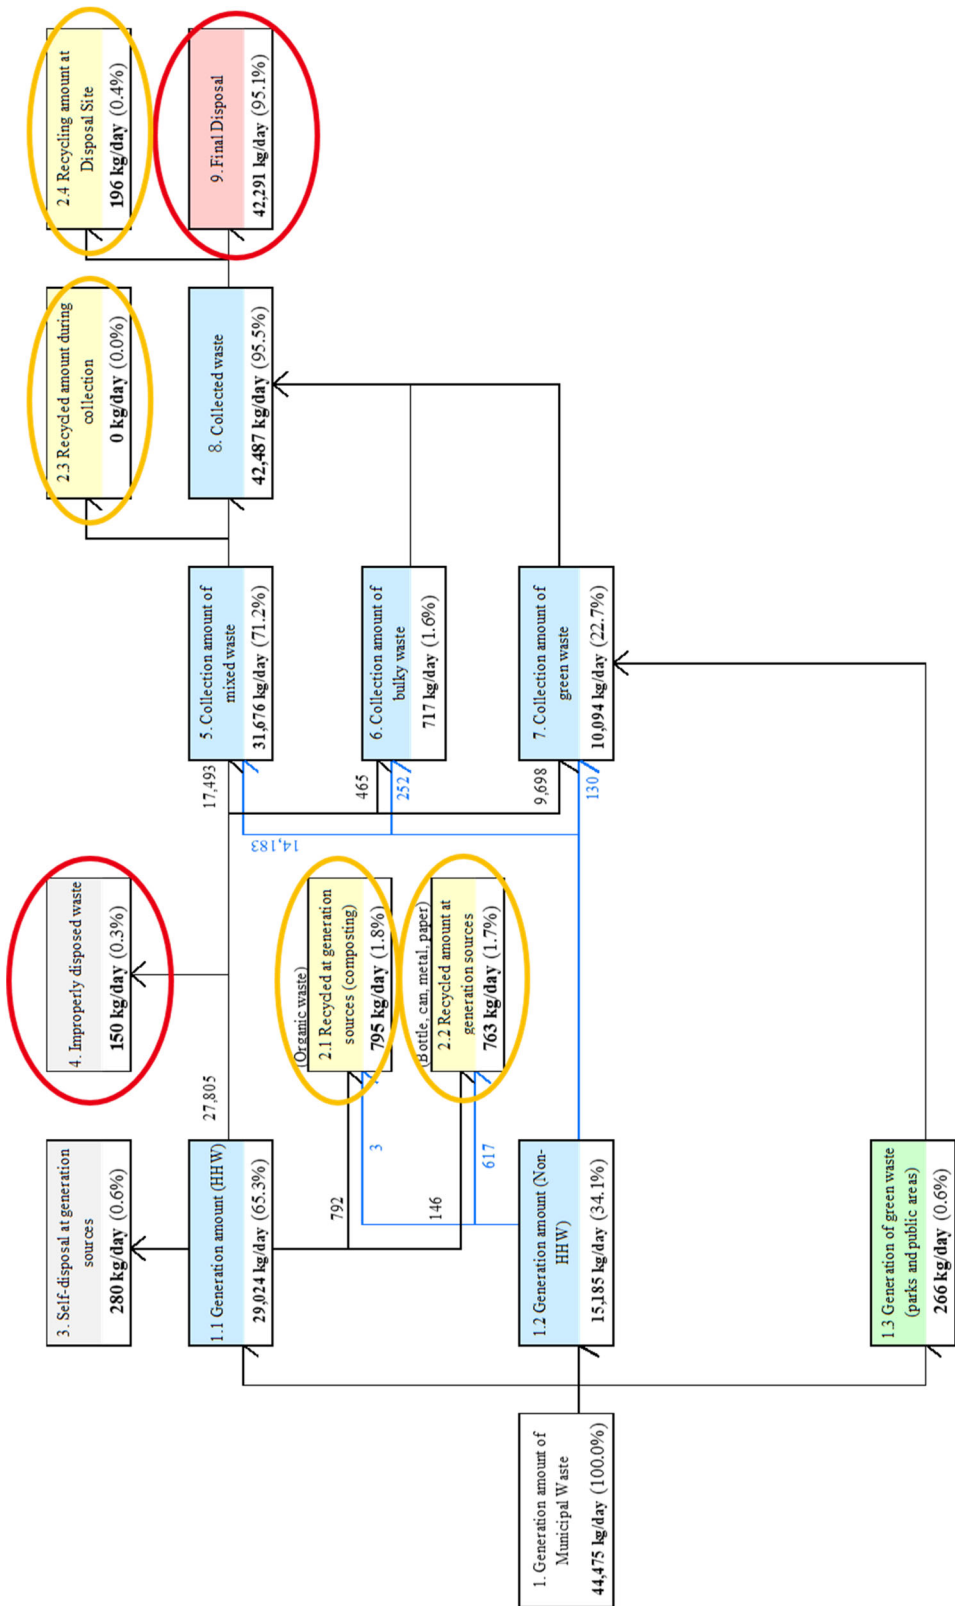 1. Generation amount of
Municipal Waste
44,475 kg/day (100.0%)
3. Self-disposal at generation
sources
280 kg/day (0.6%)
1.1 Generation amount (HHW)
29,024 kg/day (65.3%)
1.2 Generation amount (Non-
HHW)
15,185 kg/day (34.1%)
1.3 Generation of green waste
(parks and public areas)
266 kg/day (0.6%)
27,805
792
3
146
617
4. Improperly disposed waste
150 kg/day (0.3%)
(Organic waste)
2.1 Recycled at generation
sources (composting)
795 kg/day (1.8%)
(Bottle, can, metal, paper)
2.2 Recycled amount at
generation sources
763 kg/day (1.7%)
17,493
14,183
465
252
9,698
130
5. Collection amount of
mixed waste
31,676 kg/day (71.2%)
6. Collection amount of
bulky waste
717 kg/day (1.6%)
7. Collection amount of
green waste
10,094 kg/day (22.7%)
2.3 Recycled amount during
collection
0 kg/day (0.0%)
8. Collected waste
42,487 kg/day (95.5%)
2.4 Recycling amount at
Disposal Site
196 kg/day (0.4%)
9. Final Disposal
42,291 kg/day (95.1%)